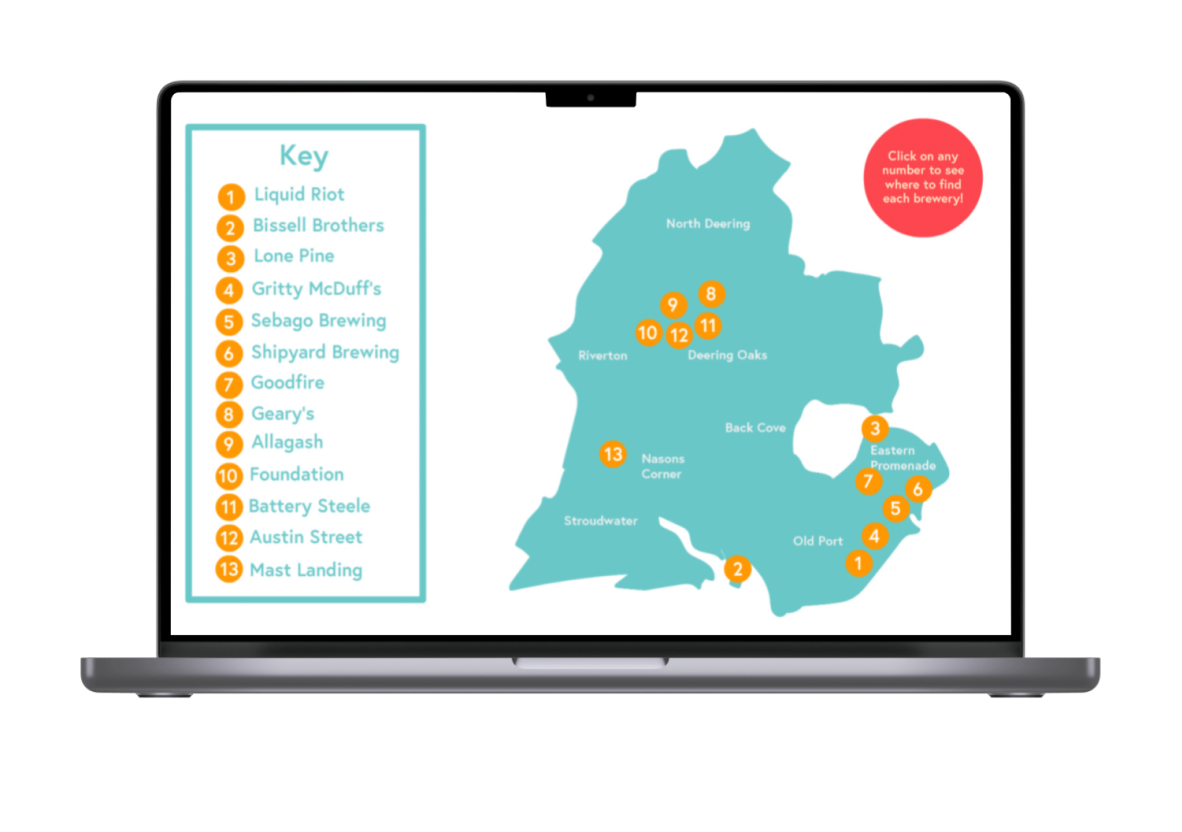 Key
1 Liquid Riot
2 Bissell Brothers
3 Lone Pine
4 Gritty McDuff's
5 Sebago Brewing
6 Shipyard Brewing
7 Goodfire
8 Geary's
9 Allagash
10 Foundation
11 Battery Steele
12 Austin Street
13 Mast Landing
Click on any
number to see
where to find
each brewery!
North Deering
8
9
11
10
12
Riverton
Deering Oaks
Back Cove
3
Eastern
Promenade
13
Nasons
Corner
7
6
5
Stroudwater
Old Port
4
1
2